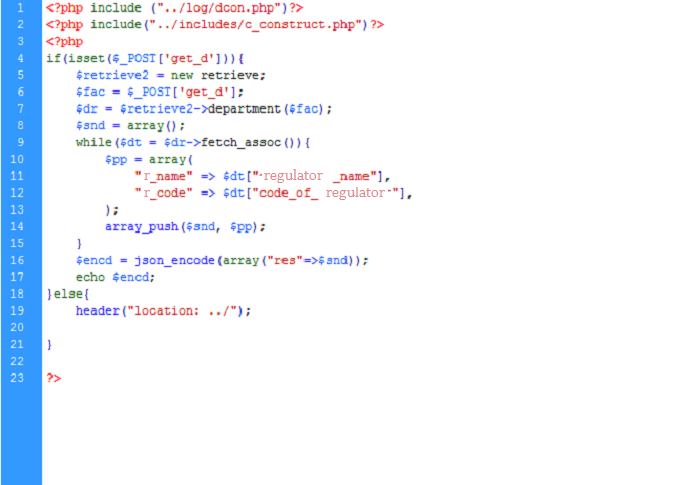 1 <?php include ("../log/dcon.php")?>
2 <?php include("../includes/c_construct.php")?>
3 <?php
4 if(isset($_POST['get_d'])){
5 $retrieve2 = new retrieve;
6 $fac = $_POST['get_d'];
7 $dr = $retrieve2->department($fac);
8 $snd = array();
9 while($dt = $dr->fetch_assoc()){
10 $pp = array(
11 "r_name" => $dt["regulator _name"],
12 "r_code" => $dt["code_of_ regulator"],
13 );
14 array_push($snd, $pp);
15 }
16 $encd = json_encode(array("res"=>$snd));
17 echo $encd;
18 }else{
19 header("location: ../");
20
21 }
22
23 ?>